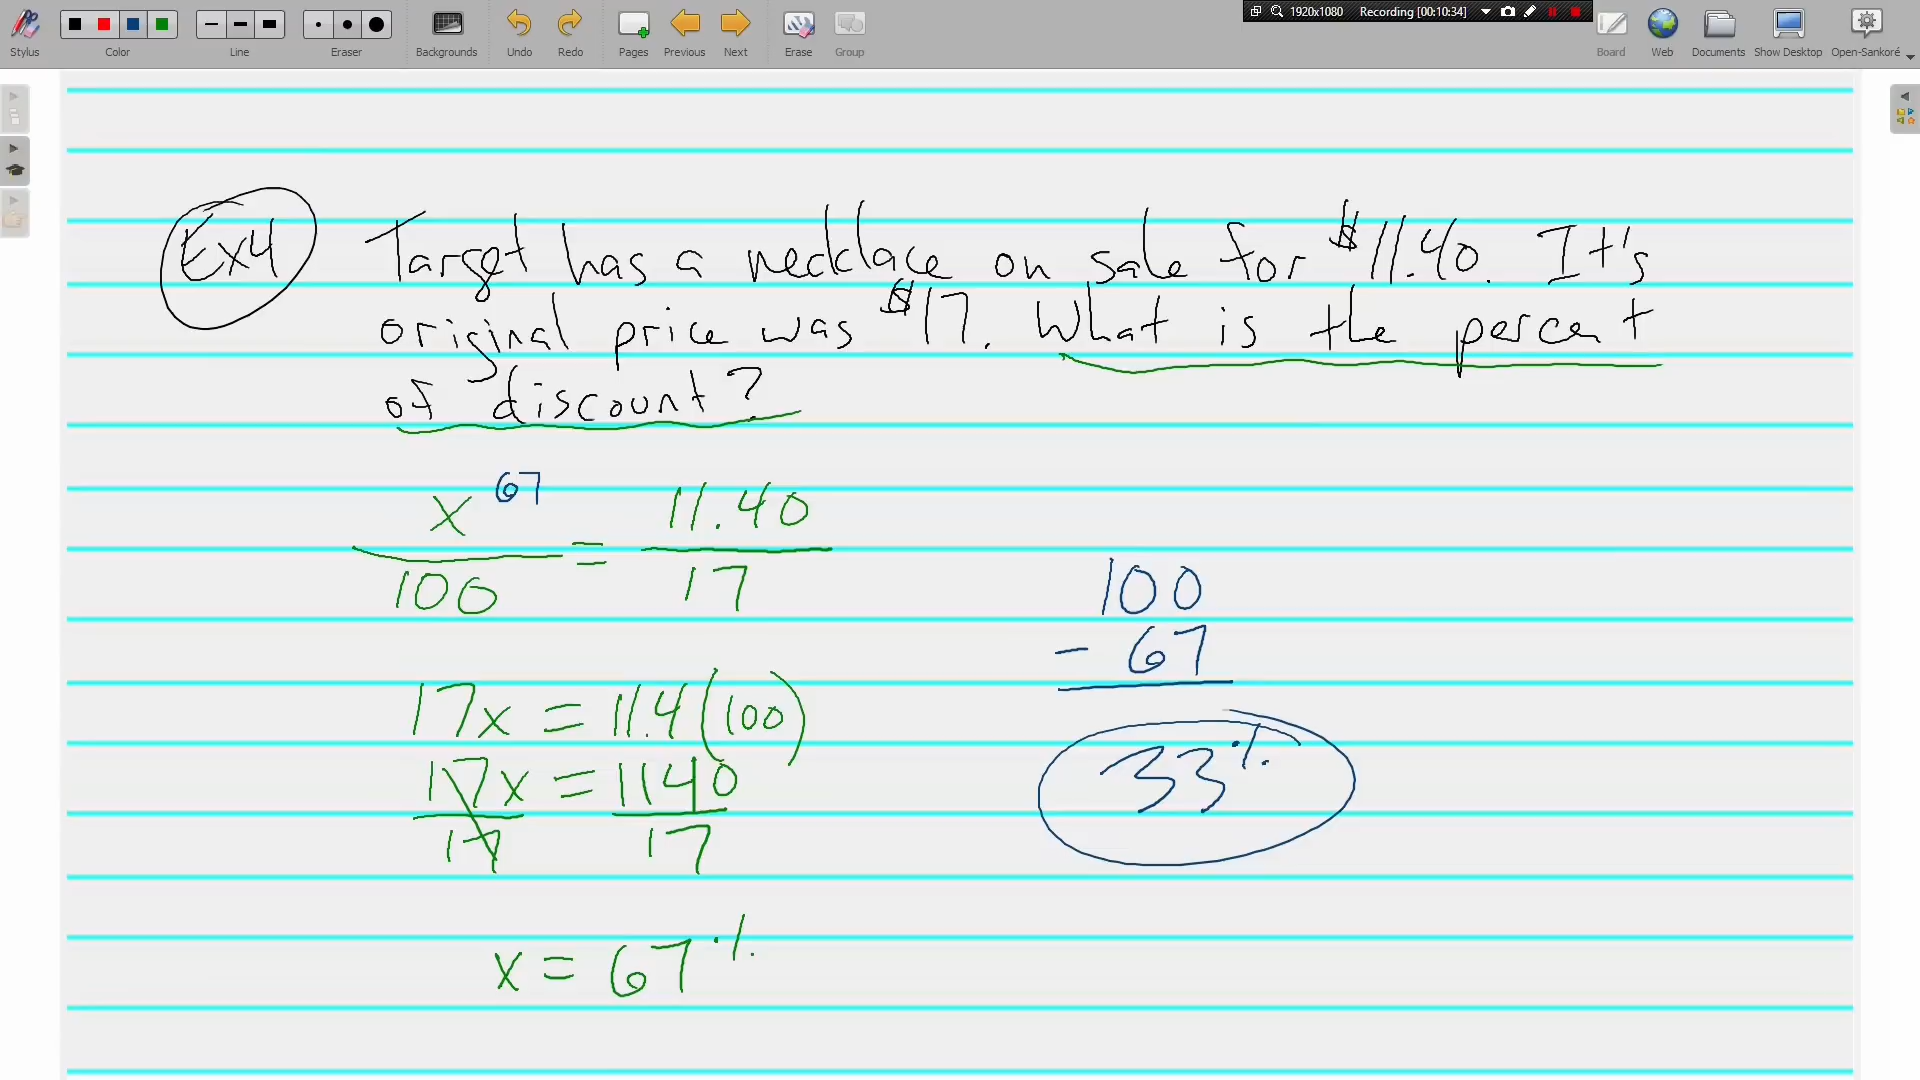 1920x1080 Recording [00:10:34]
Stylus Color Line Eraser Backgrounds Undo Redo Pages Previous Next Erase Group Board Web Documents Show Desktop Open-Sankoré
Ex4 Target has a necklace on sale for $11.40. It's
original price was $17. What is the percent
of discount?
x 67 / 100 = 11.40 / 17
17x = 11.4(100)
17x / 17 = 1140 / 17
x = 67%
100
- 67
33%